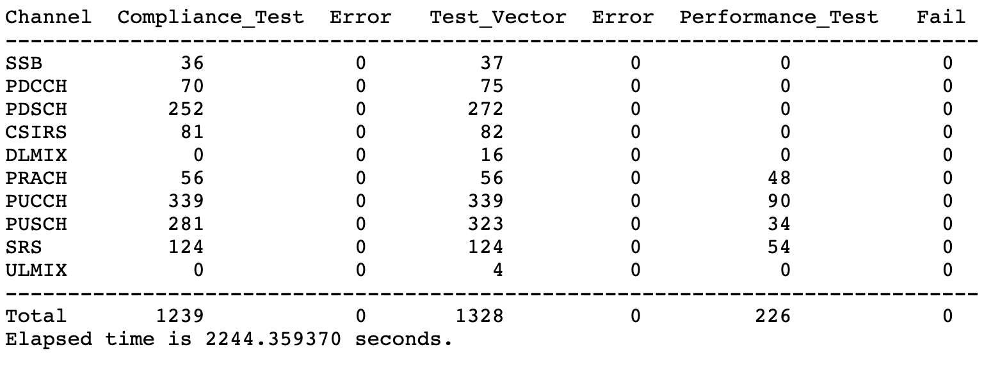 Channel Compliance_Test Error Test_Vector Error Performance_Test Fail
------------------------------------------------------------------------------
SSB 36 0 37 0 0 0
PDCCH 70 0 75 0 0 0
PDSCH 252 0 272 0 0 0
CSIRS 81 0 82 0 0 0
DLMIX 0 0 16 0 0 0
PRACH 56 0 56 0 48 0
PUCCH 339 0 339 0 90 0
PUSCH 281 0 323 0 34 0
SRS 124 0 124 0 54 0
ULMIX 0 0 4 0 0 0
------------------------------------------------------------------------------
Total 1239 0 1328 0 226 0
Elapsed time is 2244.359370 seconds.